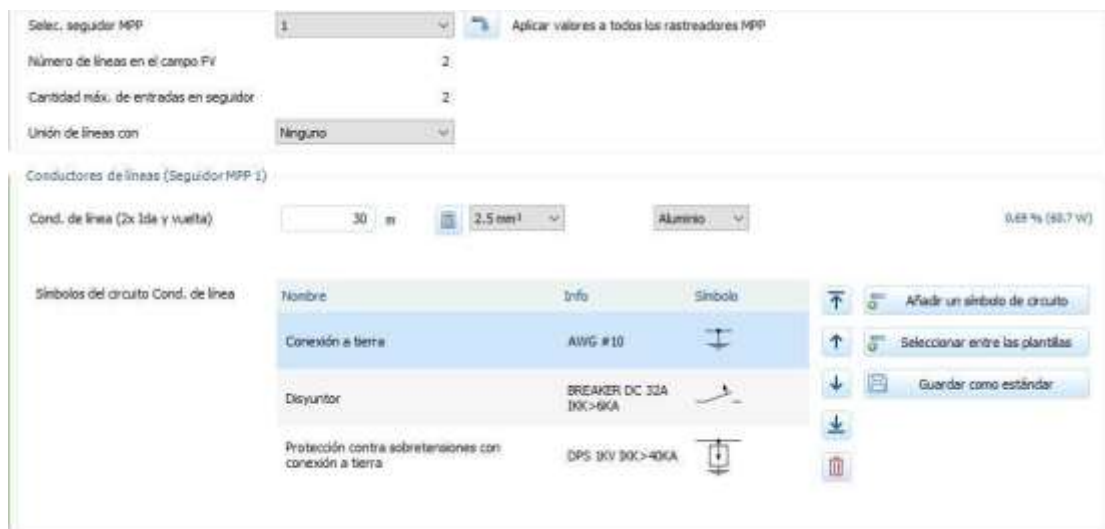 Selec. seguidor MPP 1 Aplicar valores a todos los rastreadores MPP
Número de líneas en el campo FV 2
Cantidad máx. de entradas en seguidor 2
Unión de líneas con Ninguno
Conductores de líneas (Seguidor MPP 1)
Cond. de línea (2x Ida y vuelta) 30 m 2.5 mm² Aluminio (60.7 W)
Símbolos del circuito Cond. de línea
Nombre Info Símbolo
Conexión a tierra AWG #10
Disyuntor BREAKER DC 32A
IKK>6KA
Protección contra sobretensiones con
conexión a tierra
DPS 1KV IKK>40KA
Añadir un símbolo de circuito
Seleccionar entre las plantillas
Guardar como estándar